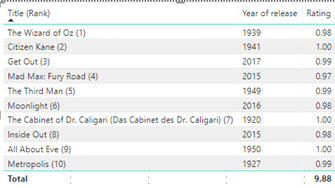 Title (Rank) Year of release Rating
The Wizard of Oz (1) 1939 0.98
Citizen Kane (2) 1941 1.00
Get Out (3) 2017 0.99
Mad Max: Fury Road (4) 2015 0.97
The Third Man (5) 1949 0.99
Moonlight (6) 2016 0.98
The Cabinet of Dr. Caligari (Das Cabinet des Dr. Caligari) (7) 1920 1.00
Inside Out (8) 2015 0.98
All About Eve (9) 1950 1.00
Metropolis (10) 1927 0.99
Total 9.88